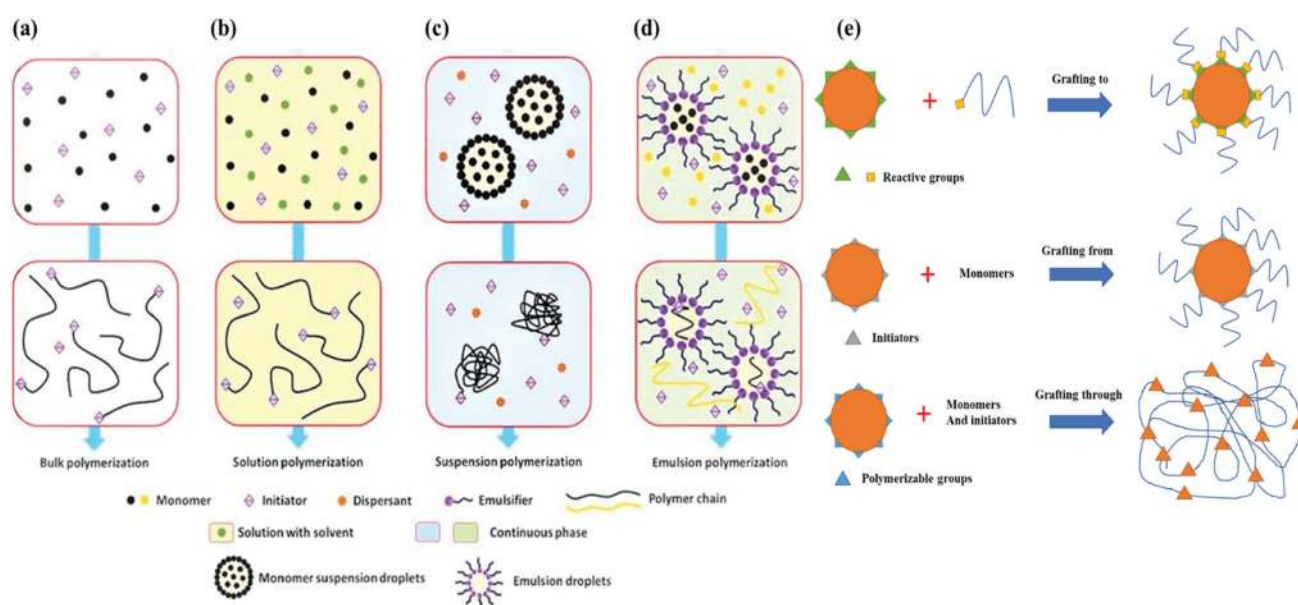 (a)
(b)
(c)
(d)
(e)
Grafting to
+
Reactive groups
Grafting from
+ Monomers
Initiators
Grafting through
+ Monomers
And initiators
Polymerizable groups
Bulk polymerization
Solution polymerization
Suspension polymerization
Emulsion polymerization
Monomer
Initiator
Dispersant
Emulsifier
Polymer chain
Solution with solvent
Continuous phase
Monomer suspension droplets
Emulsion droplets